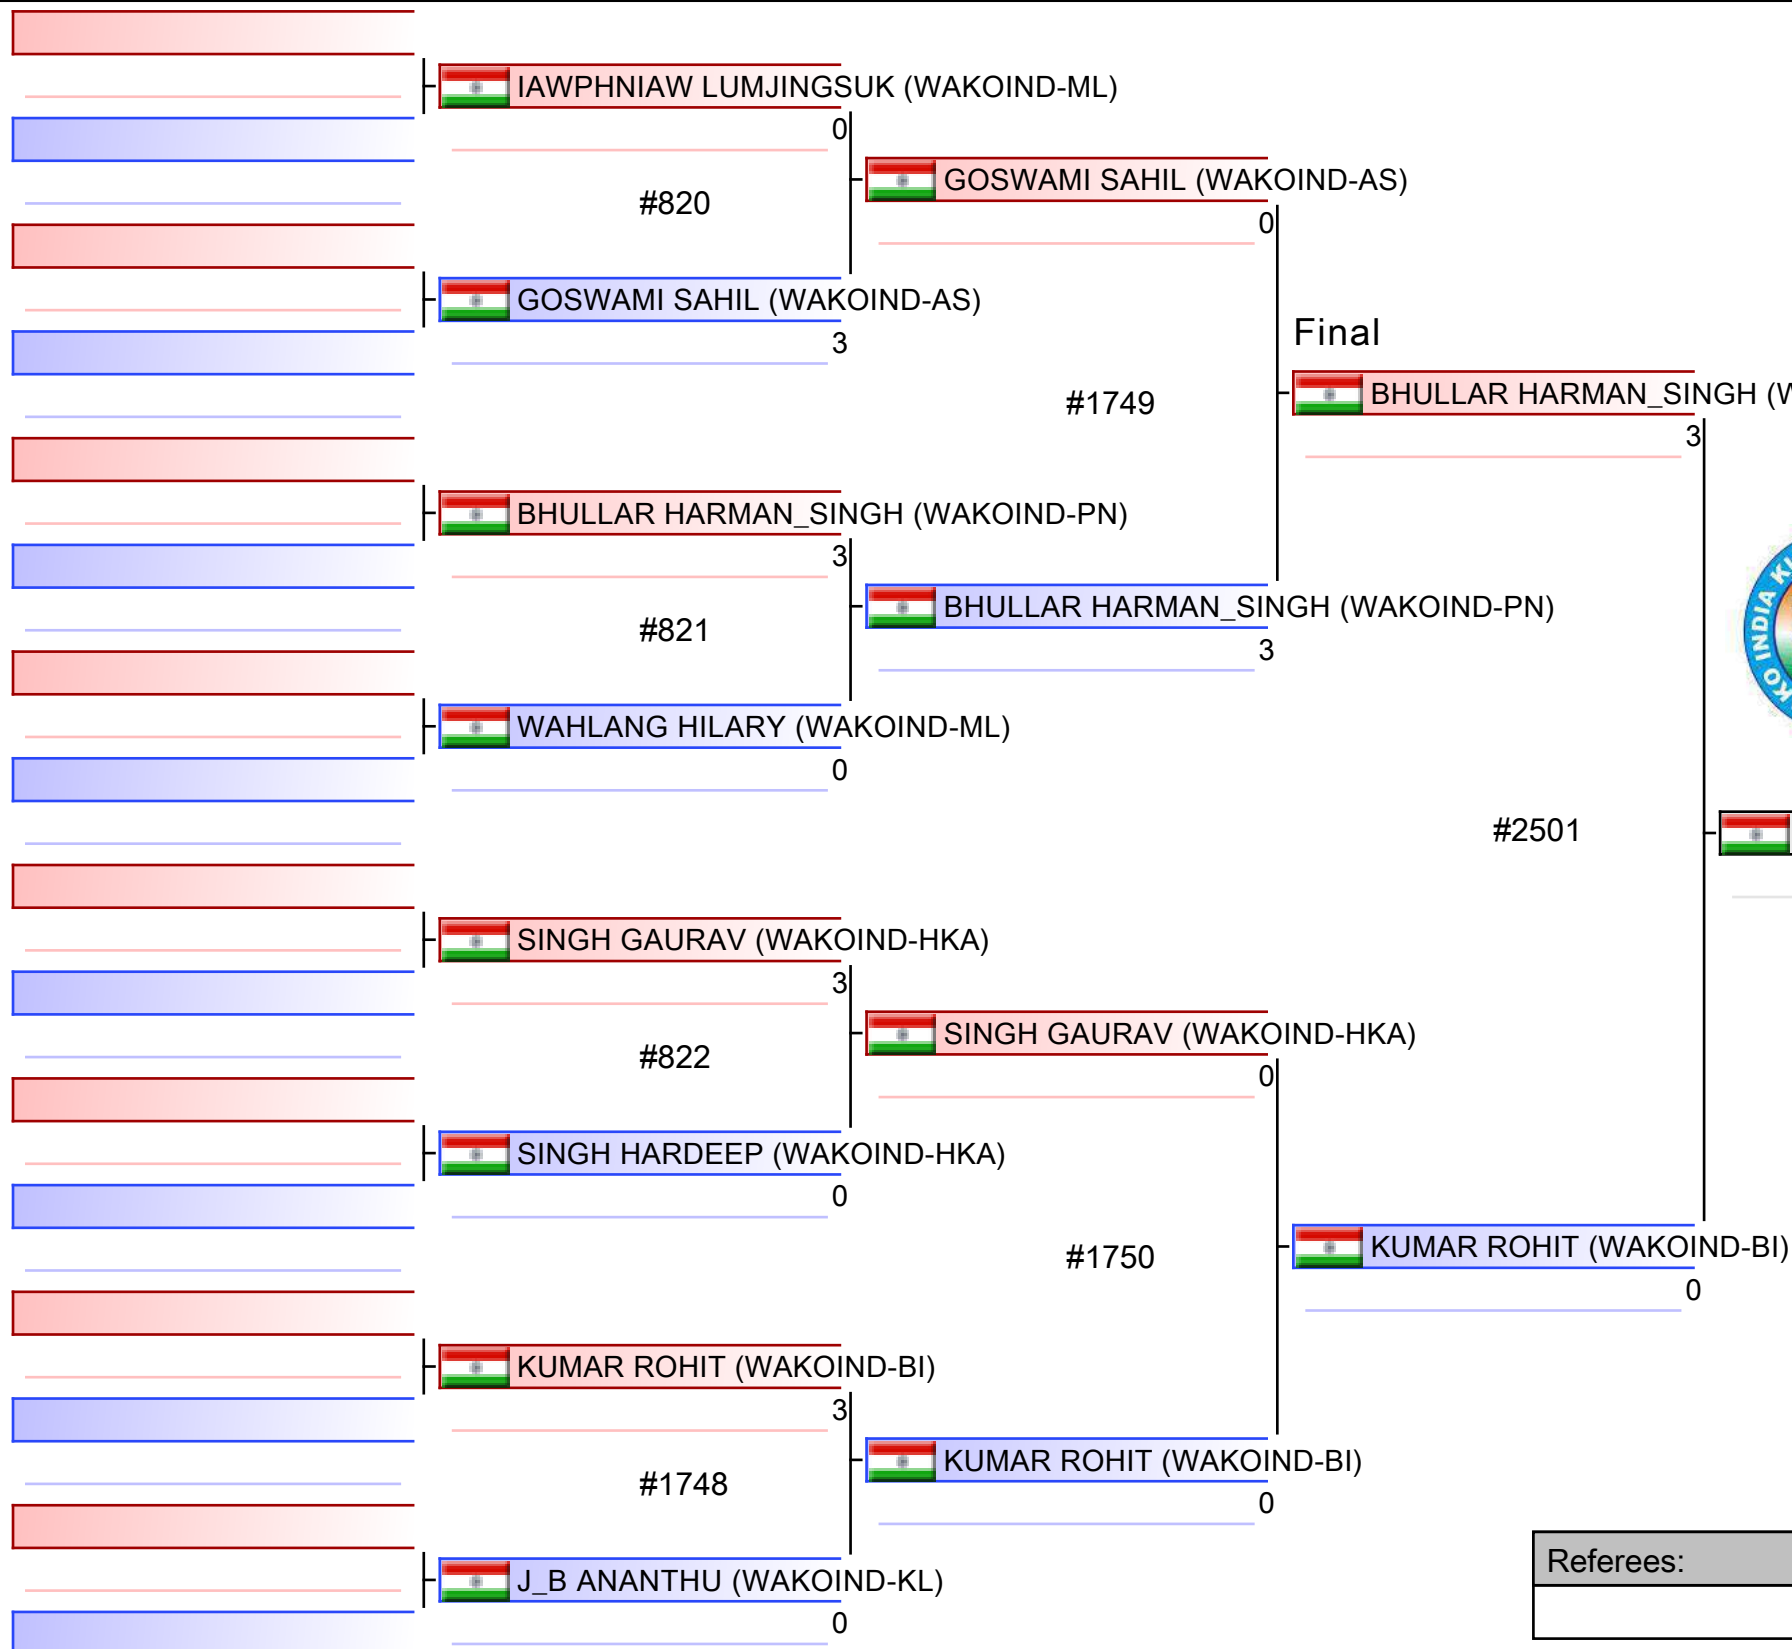 IAWPHNIAW LUMJINGSUK (WAKOIND-ML)
0
#820
GOSWAMI SAHIL (WAKOIND-AS)
3
GOSWAMI SAHIL (WAKOIND-AS)
0
#1749
BHULLAR HARMAN_SINGH (WAKOIND-PN)
3
#821
WAHLANG HILARY (WAKOIND-ML)
0
BHULLAR HARMAN_SINGH (WAKOIND-PN)
3
Final
BHULLAR HARMAN_SINGH (W
3
#2501
INDIA
SINGH GAURAV (WAKOIND-HKA)
3
#822
SINGH HARDEEP (WAKOIND-HKA)
0
SINGH GAURAV (WAKOIND-HKA)
0
#1750
KUMAR ROHIT (WAKOIND-BI)
3
#1748
J_B ANANTHU (WAKOIND-KL)
0
KUMAR ROHIT (WAKOIND-BI)
0
KUMAR ROHIT (WAKOIND-BI)
0
Referees: